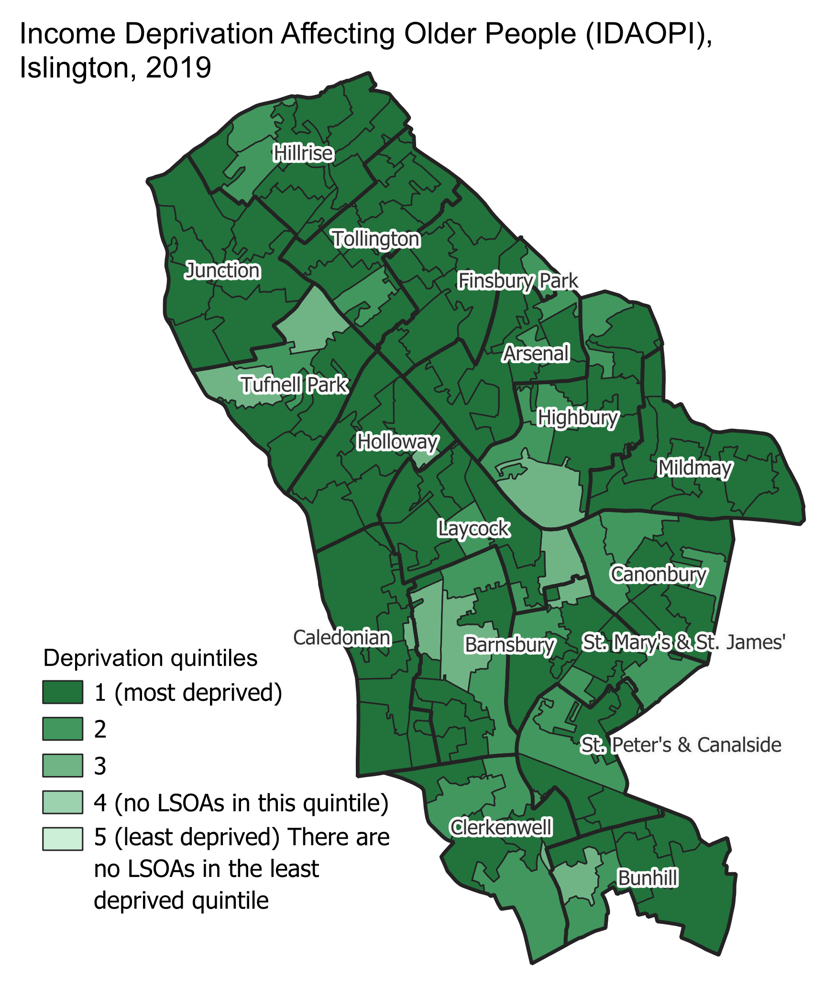 Income Deprivation Affecting Older People (IDAOPI),
Islington, 2019
Hillrise
Tollington
Junction
Finsbury Park
Arsenal
Tufnell Park
Highbury
Holloway
Mildmay
Laycock
Canonbury
Caledonian
Barnsbury
St. Mary's & St. James'
St. Peter's & Canalside
Clerkenwell
Bunhill
Deprivation quintiles
1 (most deprived)
2
3
4 (no LSOAs in this quintile)
5 (least deprived) There are
no LSOAs in the least
deprived quintile